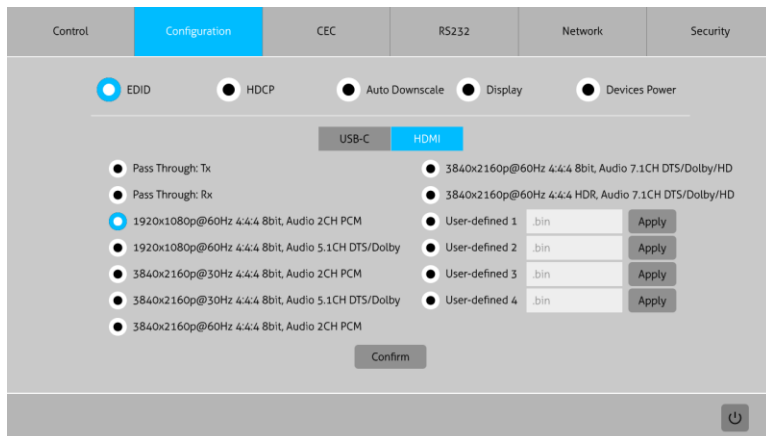 Control Configuration CEC RS232 Network Security
EDID HDCP Auto Downscale Display Devices Power
USB-C HDMI
Pass Through: Tx
Pass Through: Rx
1920x1080p@60Hz 4:4:4 8bit, Audio 2CH PCM
1920x1080p@60Hz 4:4:4 8bit, Audio 5.1CH DTS/Dolby
3840x2160p@30Hz 4:4:4 8bit, Audio 2CH PCM
3840x2160p@30Hz 4:4:4 8bit, Audio 5.1CH DTS/Dolby
3840x2160p@60Hz 4:4:4 8bit, Audio 2CH PCM
3840x2160p@60Hz 4:4:4 8bit, Audio 7.1CH DTS/Dolby/HD
3840x2160p@60Hz 4:4:4 HDR, Audio 7.1CH DTS/Dolby/HD
User-defined 1 .bin Apply
User-defined 2 .bin Apply
User-defined 3 .bin Apply
User-defined 4 .bin Apply
Confirm